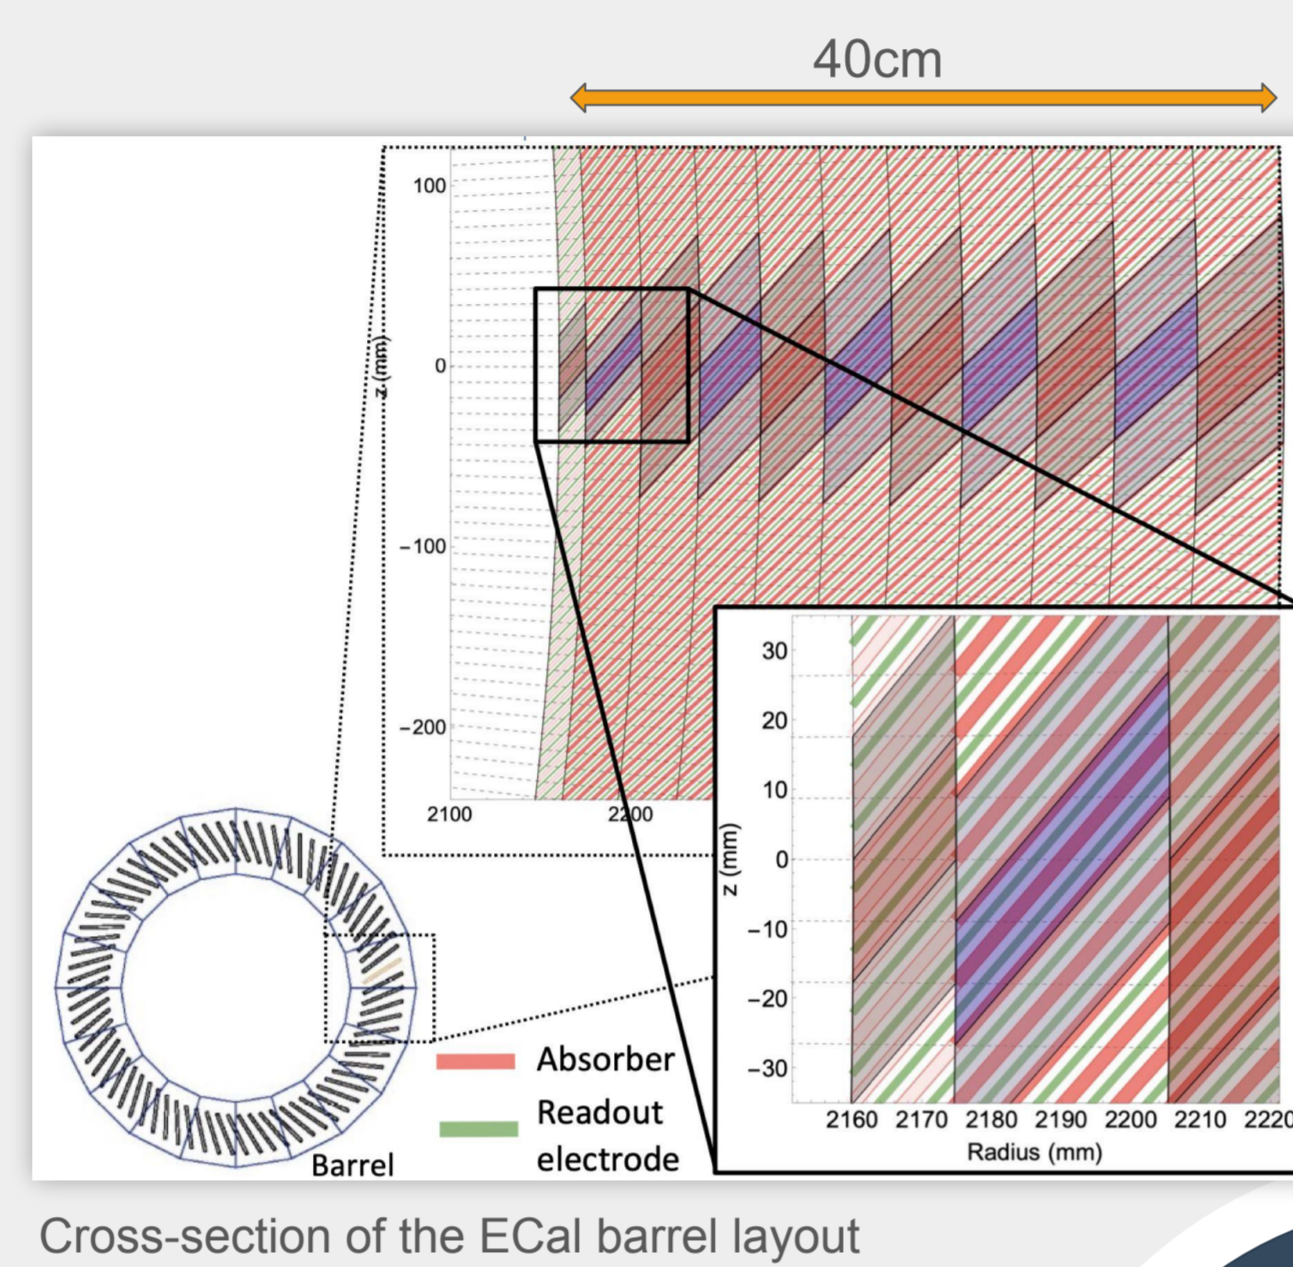 40cm
100
0
−100
−200
z (mm)
2100
2200
30
20
10
0
−10
−20
−30
z (mm)
2160 2170 2180 2190 2200 2210 2220
Radius (mm)
Absorber
Readout
electrode
Barrel
Cross-section of the ECal barrel layout